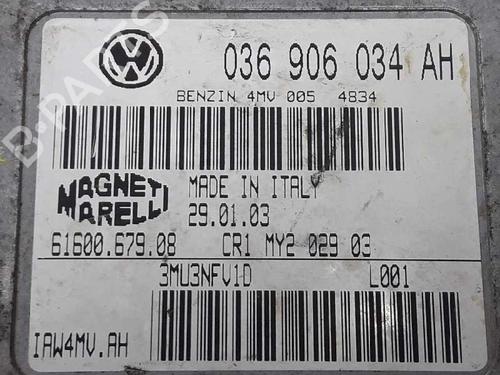 036 906 034 AH
BENZIN 4MV 005 4834
MAGNETI
MARELLI
MADE IN ITALY
29.01.03
61600.679.08 CR1 MY2 029 03
3MU3NFV1D L001
IAW4MV.AH
B-PARTS